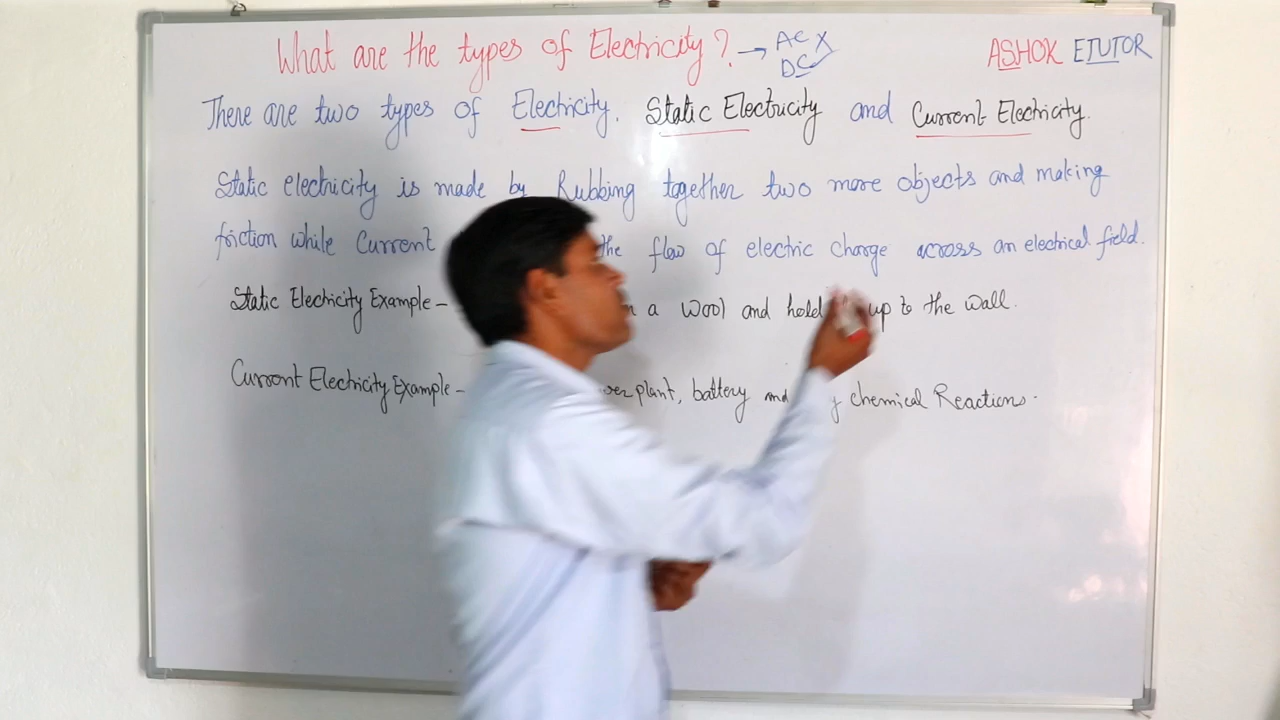 What are the types of Electricity? → AC X
DC
ASHOK ETUTOR
There are two types of Electricity. Static Electricity and Current Electricity.
Static electricity is made by Rubbing together two more objects and making
friction while Current the flow of electric charge across an electrical field.
Static Electricity Example - a wool and hold up to the wall.
Current Electricity Example - plant, battery and chemical Reactions.